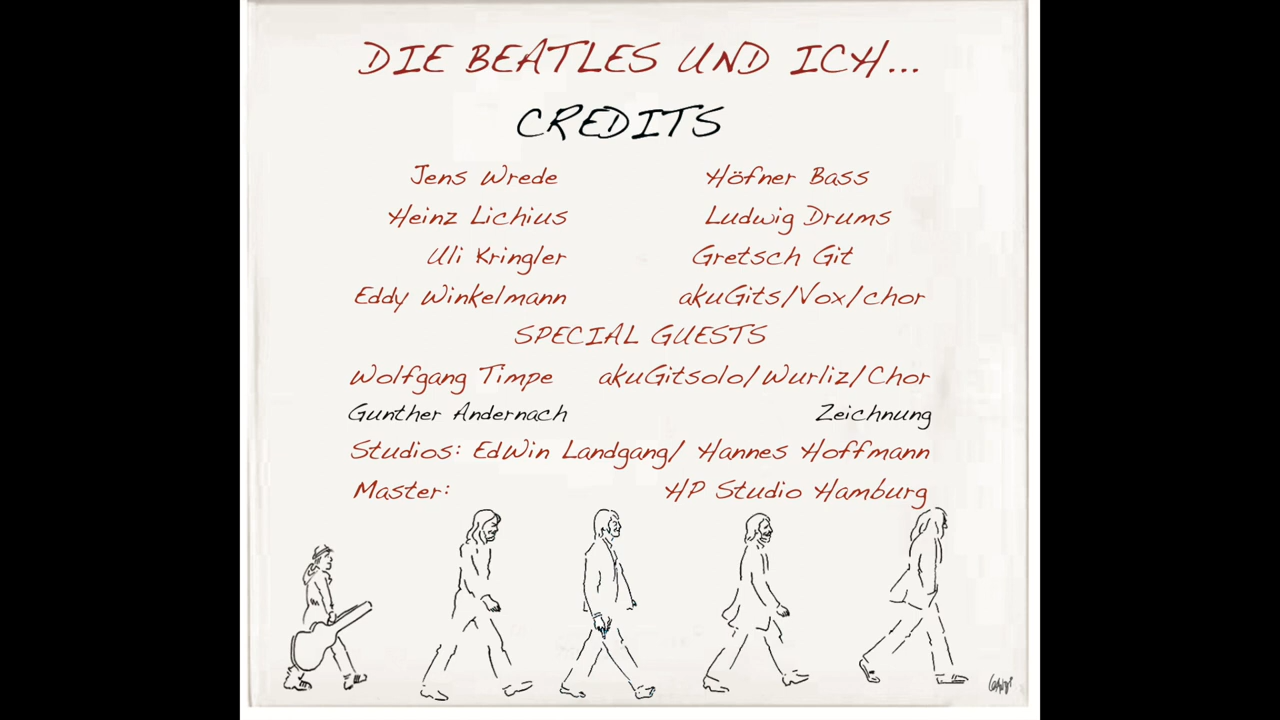 DIE BEATLES UND ICH...
CREDITS
Jens Wrede Höfner Bass
Heinz Lichius Ludwig Drums
Uli Kringler Gretsch Git
Eddy Winkelmann akuGits/Vox/chor
SPECIAL GUESTS
Wolfgang Timpe akuGitsolo/Wurliz/Chor
Gunther Andernach Zeichnung
Studios: EdWin Landgang/ Hannes Hoffmann
Master: HP Studio Hamburg